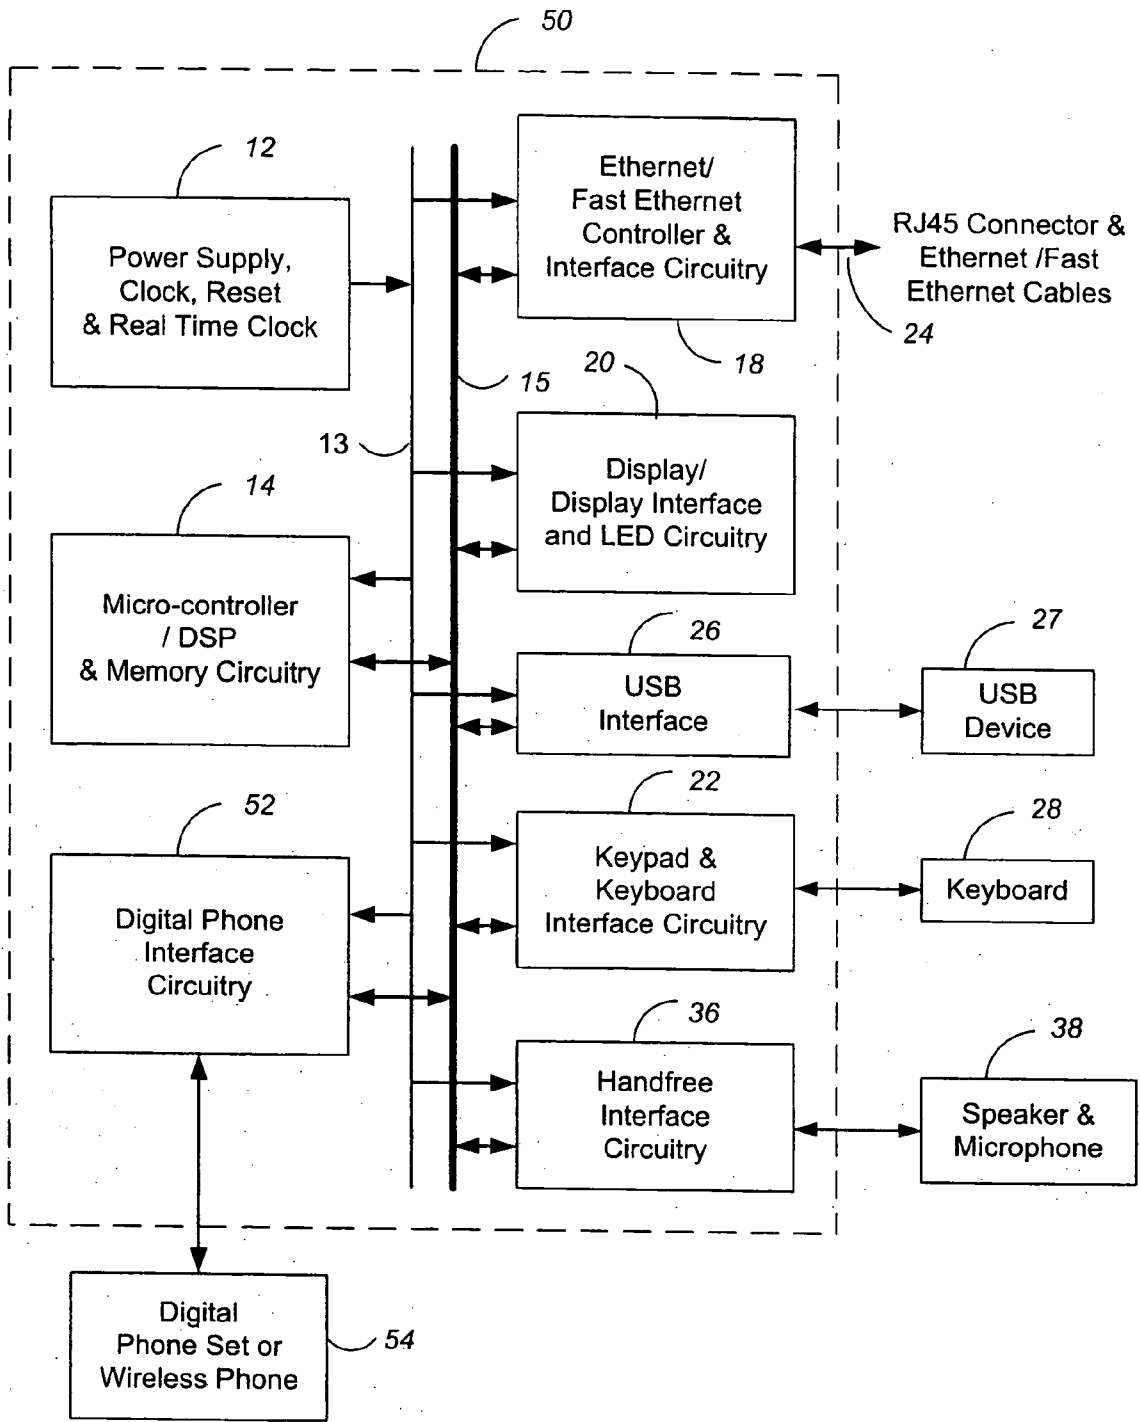 50
12
Power Supply,
Clock, Reset
& Real Time Clock
Ethernet/
Fast Ethernet
Controller &
Interface Circuitry
18
RJ45 Connector &
Ethernet /Fast
Ethernet Cables
24
15
13
20
Display/
Display Interface
and LED Circuitry
14
Micro-controller
/ DSP
& Memory Circuitry
26
USB
Interface
27
USB
Device
52
Digital Phone
Interface
Circuitry
22
Keypad &
Keyboard
Interface Circuitry
28
Keyboard
36
Handfree
Interface
Circuitry
38
Speaker &
Microphone
Digital
Phone Set or
Wireless Phone
54